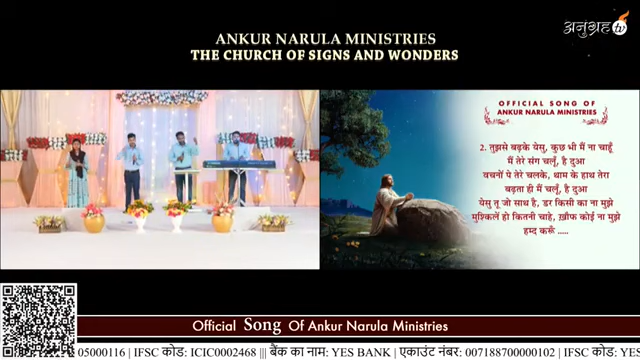 अनुग्रह tv
ANKUR NARULA MINISTRIES
THE CHURCH OF SIGNS AND WONDERS
OFFICIAL SONG OF
ANKUR NARULA MINISTRIES
2. तुझसे बड़के येसु, कुछ भी मैं ना चाहूँ
मैं तेरे संग चलूँ, है दुआ
वचनों पे तेरे चलके, थाम के हाथ तेरा
बढ़ता ही मैं चलूँ, है दुआ
येसु तू जो साथ है, डर किसी का ना मुझे
मुश्किलें हो कितनी चाहे, ख़ौफ कोई ना मुझे
हम्द करूँ .....
Official Song Of Ankur Narula Ministries
05000116 | IFSC कोड: ICIC0002468 ||| बैंक का नाम: YES BANK | एकाउंट नंबर: 007188700000102 | IFSC कोड: YES